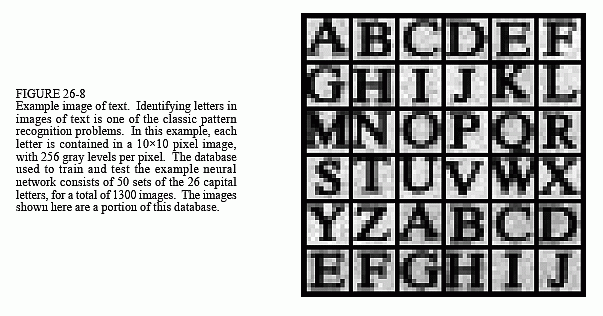 FIGURE 26-8
Example image of text. Identifying letters in
images of text is one of the classic pattern
recognition problems. In this example, each
letter is contained in a 10×10 pixel image,
with 256 gray levels per pixel. The database
used to train and test the example neural
network consists of 50 sets of the 26 capital
letters, for a total of 1300 images. The images
shown here are a portion of this database.
A B C D E F
G H I J K L
M N O P Q R
S T U V W X
Y Z A B C D
E F G H I J